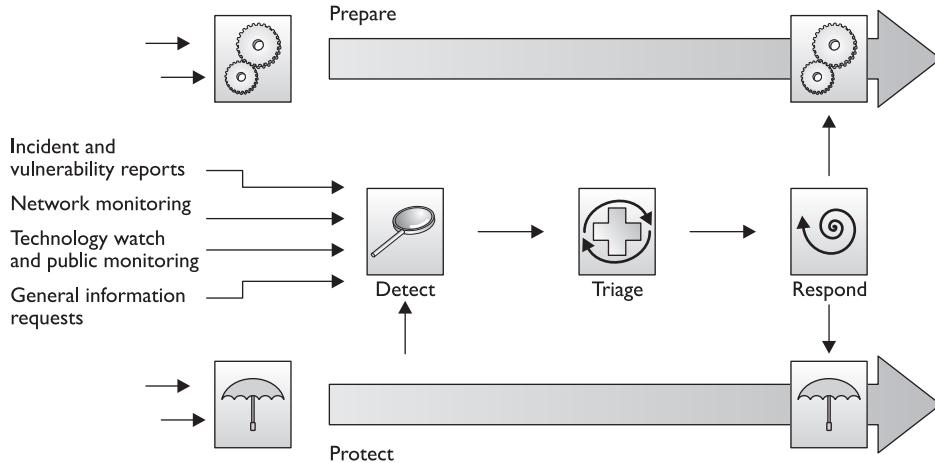 Prepare
Incident and
vulnerability reports
Network monitoring
Technology watch
and public monitoring
General information
requests
Detect
Triage
Respond
Protect